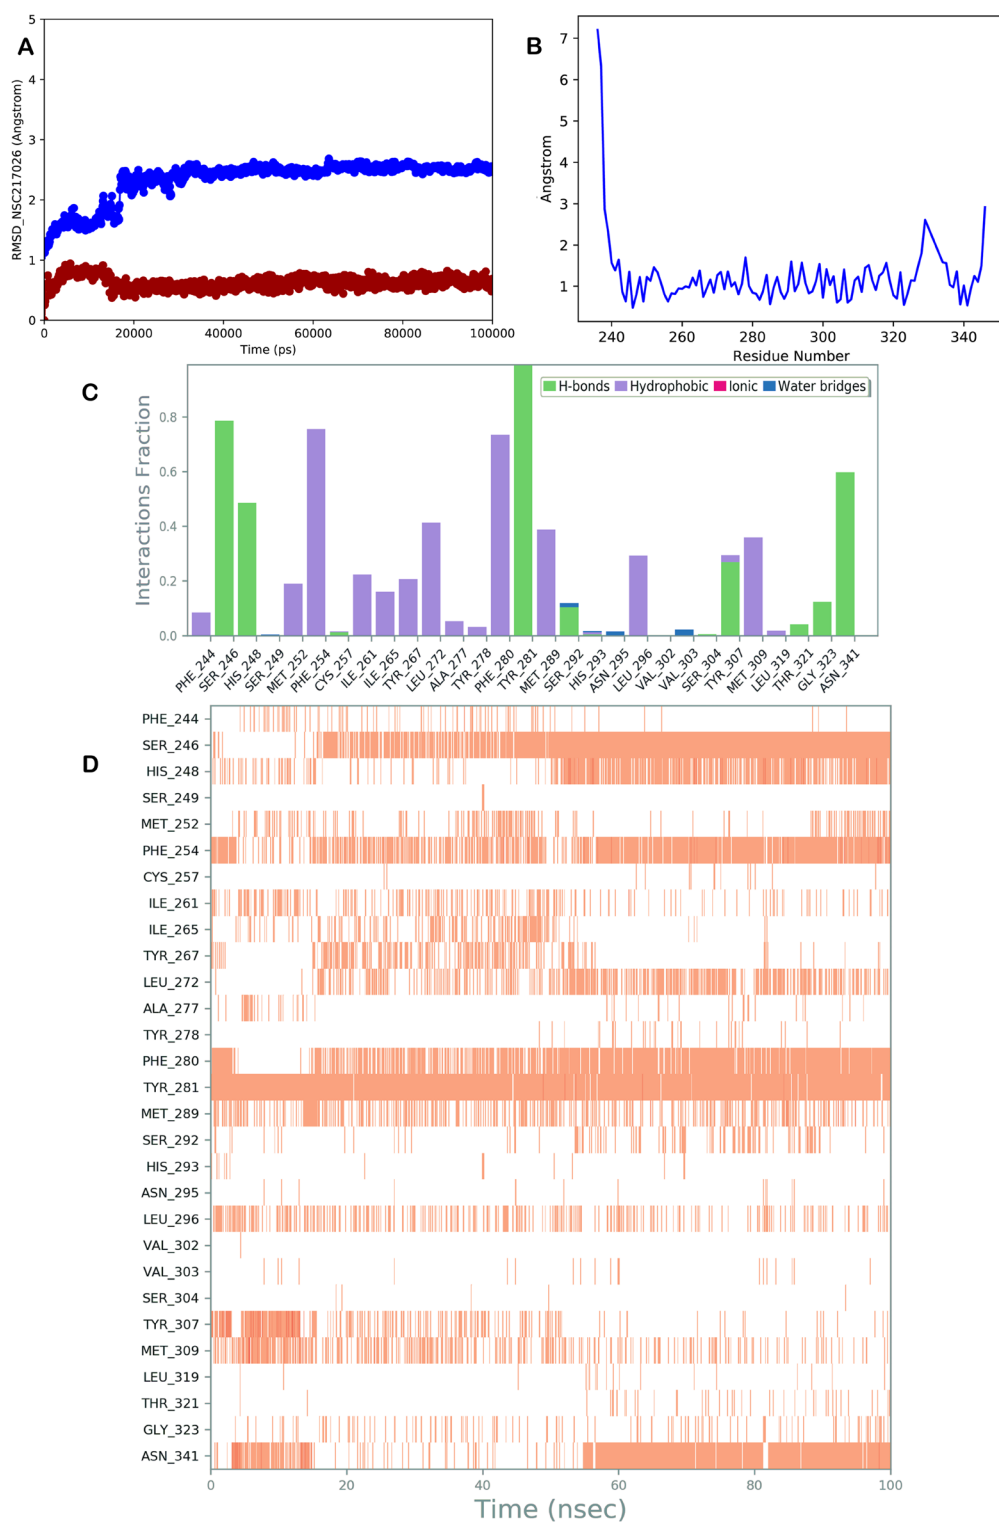 A
RMSD_NSC217026 (Angstrom)
5
4
3
2
1
0
0 20000 40000 60000 80000 100000
Time (ps)
B
Angstrom
7
6
5
4
3
2
1
240 260 280 300 320 340
Residue Number
C
Interactions Fraction
H-bonds Hydrophobic Ionic Water bridges
0.8
0.6
0.4
0.2
0.0
PHE_244 SER_246 HIS_248 SER_249 MET_252 PHE_254 CYS_257 ILE_261 ILE_265 TYR_267 LEU_272 ALA_277 TYR_278 PHE_280 TYR_281 MET_289 SER_292 HIS_293 ASN_295 LEU_296 VAL_302 VAL_303 SER_304 TYR_307 MET_309 LEU_319 THR_321 GLY_323 ASN_341
D
PHE_244
SER_246
HIS_248
SER_249
MET_252
PHE_254
CYS_257
ILE_261
ILE_265
TYR_267
LEU_272
ALA_277
TYR_278
PHE_280
TYR_281
MET_289
SER_292
HIS_293
ASN_295
LEU_296
VAL_302
VAL_303
SER_304
TYR_307
MET_309
LEU_319
THR_321
GLY_323
ASN_341
0 20 40 60 80 100
Time (nsec)